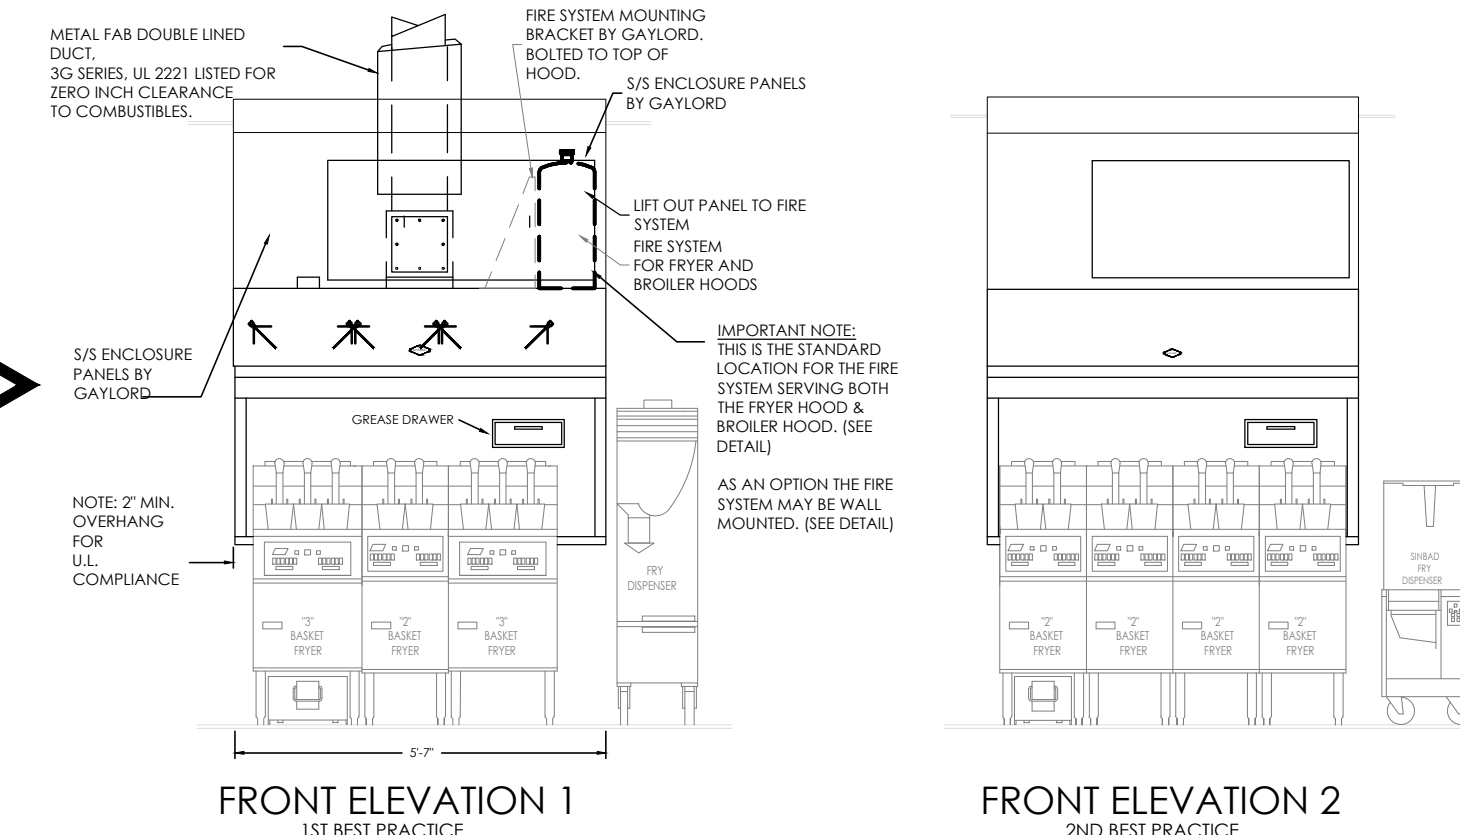 METAL FAB DOUBLE LINED
DUCT,
3G SERIES, UL 2221 LISTED FOR
ZERO INCH CLEARANCE
TO COMBUSTIBLES.
FIRE SYSTEM MOUNTING
BRACKET BY GAYLORD.
BOLTED TO TOP OF
HOOD.
S/S ENCLOSURE PANELS
BY GAYLORD
LIFT OUT PANEL TO FIRE
SYSTEM
FIRE SYSTEM
FOR FRYER AND
BROILER HOODS
IMPORTANT NOTE:
THIS IS THE STANDARD
LOCATION FOR THE FIRE
SYSTEM SERVING BOTH
THE FRYER HOOD &
BROILER HOOD. (SEE
DETAIL)
AS AN OPTION THE FIRE
SYSTEM MAY BE WALL
MOUNTED. (SEE DETAIL)
S/S ENCLOSURE
PANELS BY
GAYLORD
GREASE DRAWER
NOTE: 2" MIN.
OVERHANG
FOR
U.L.
COMPLIANCE
"3"
BASKET
FRYER
"2"
BASKET
FRYER
"3"
BASKET
FRYER
FRY
DISPENSER
5'-7"
FRONT ELEVATION 1
1ST BEST PRACTICE
"2"
BASKET
FRYER
"2"
BASKET
FRYER
"2"
BASKET
FRYER
"2"
BASKET
FRYER
SINBAD
FRY
DISPENSER
FRONT ELEVATION 2
2ND BEST PRACTICE